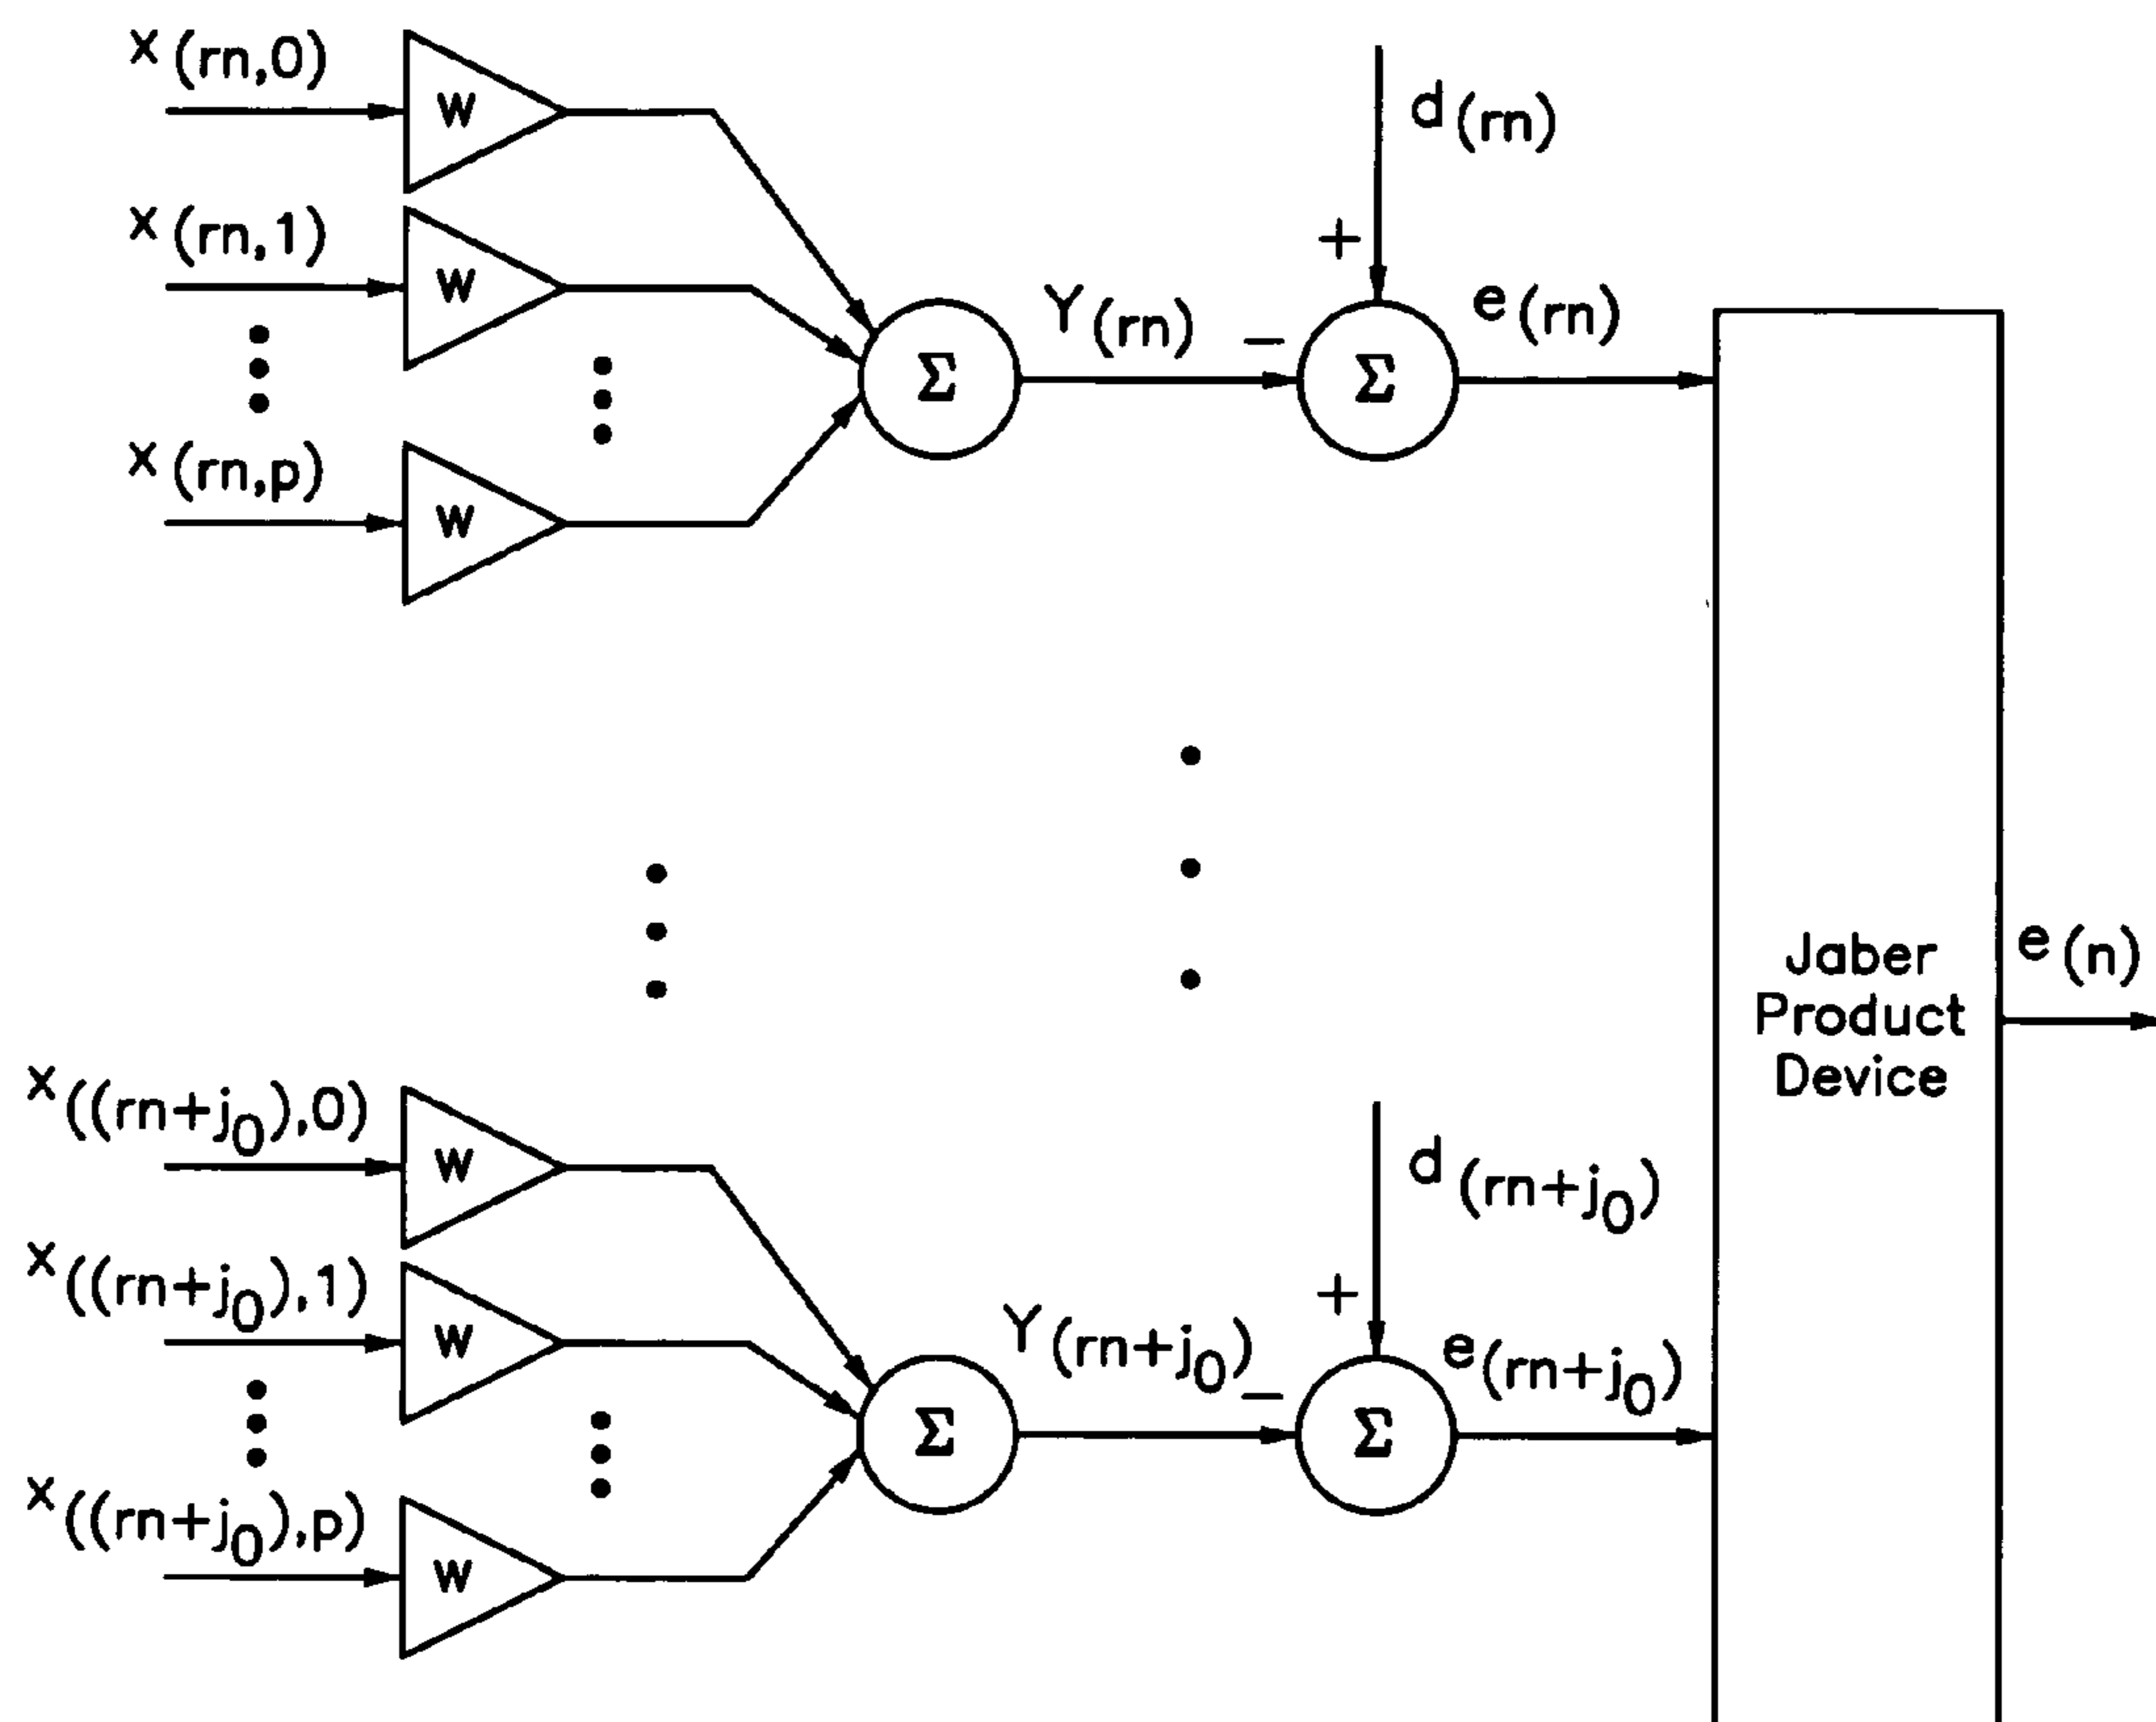 x(rn,0)
W
d(rn)
x(rn,1)
W
+
Y(rn)
−
e(rn)
Σ
Σ
x(rn,p)
W
Jaber
Product
Device
e(n)
x((rn+j0),0)
W
d(rn+j0)
x((rn+j0),1)
W
+
Y(rn+j0)
−
e(rn+j0)
Σ
Σ
x((rn+j0),p)
W